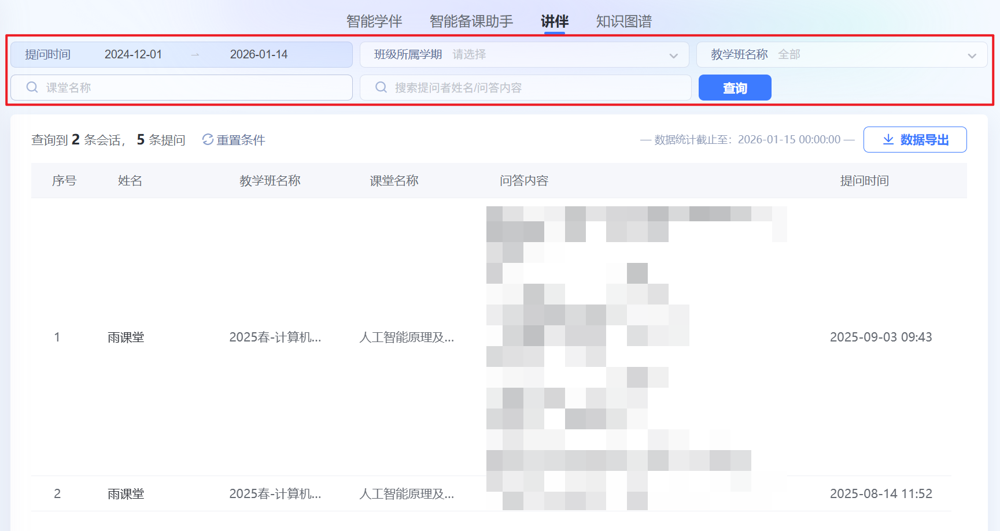 智能学伴 智能备课助手 讲伴 知识图谱
提问时间 2024-12-01 → 2026-01-14 班级所属学期 请选择 教学班名称 全部
课堂名称 搜索提问者姓名/问答内容 查询
查询到 2 条会话， 5 条提问 重置条件 — 数据统计截止至：2026-01-15 00:00:00 — 数据导出
序号 姓名 教学班名称 课堂名称 问答内容 提问时间
1 雨课堂 2025春-计算机... 人工智能原理及... 2025-09-03 09:43
2 雨课堂 2025春-计算机... 人工智能原理及... 2025-08-14 11:52